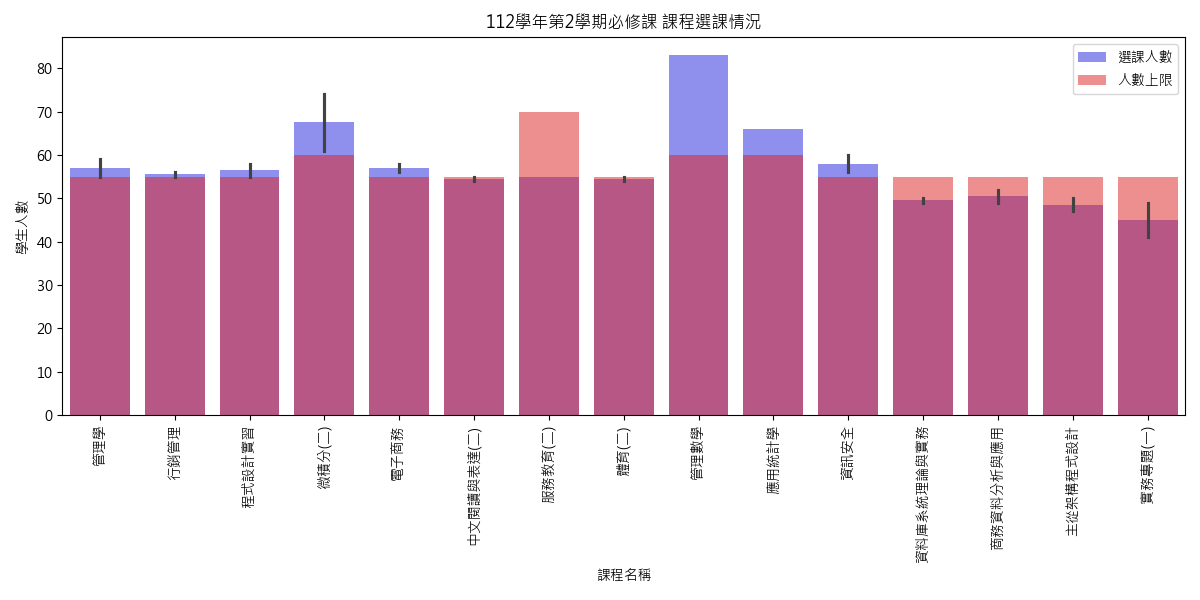 112學年第2學期必修課 課程選課情況
選課人數
人數上限
學生人數
80
70
60
50
40
30
20
10
0
管理學
行銷管理
程式設計實習
微積分(二)
電子商務
中文閱讀與表達(二)
服務教育(二)
體育(二)
管理數學
應用統計學
資訊安全
資料庫系統理論與實務
商務資料分析與應用
主從架構程式設計
實務專題(一)
課程名稱